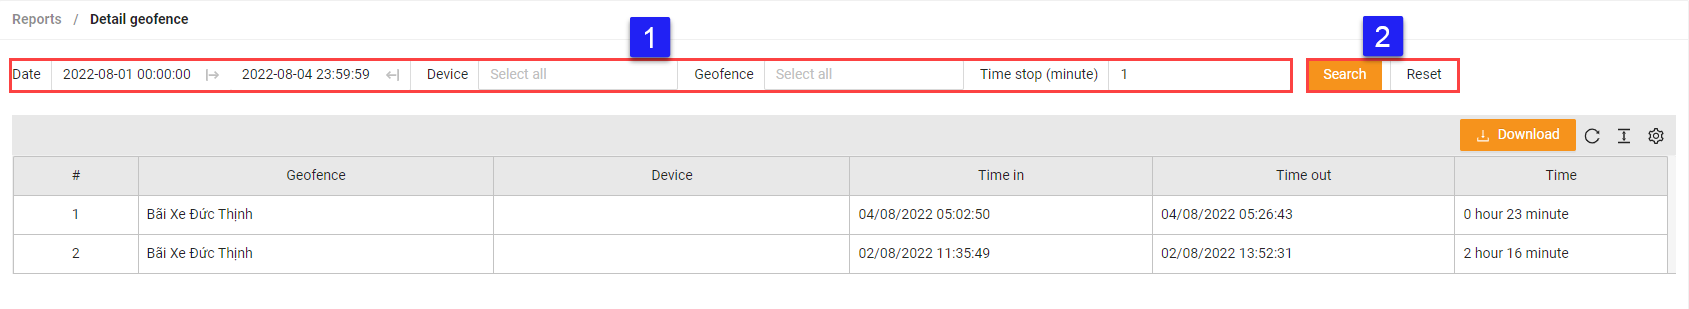 Reports / Detail geofence
1
2
Date 2022-08-01 00:00:00 2022-08-04 23:59:59 Device Select all Geofence Select all Time stop (minute) 1 Search Reset
Download
# Geofence Device Time in Time out Time
1 Bãi Xe Đức Thịnh 04/08/2022 05:02:50 04/08/2022 05:26:43 0 hour 23 minute
2 Bãi Xe Đức Thịnh 02/08/2022 11:35:49 02/08/2022 13:52:31 2 hour 16 minute